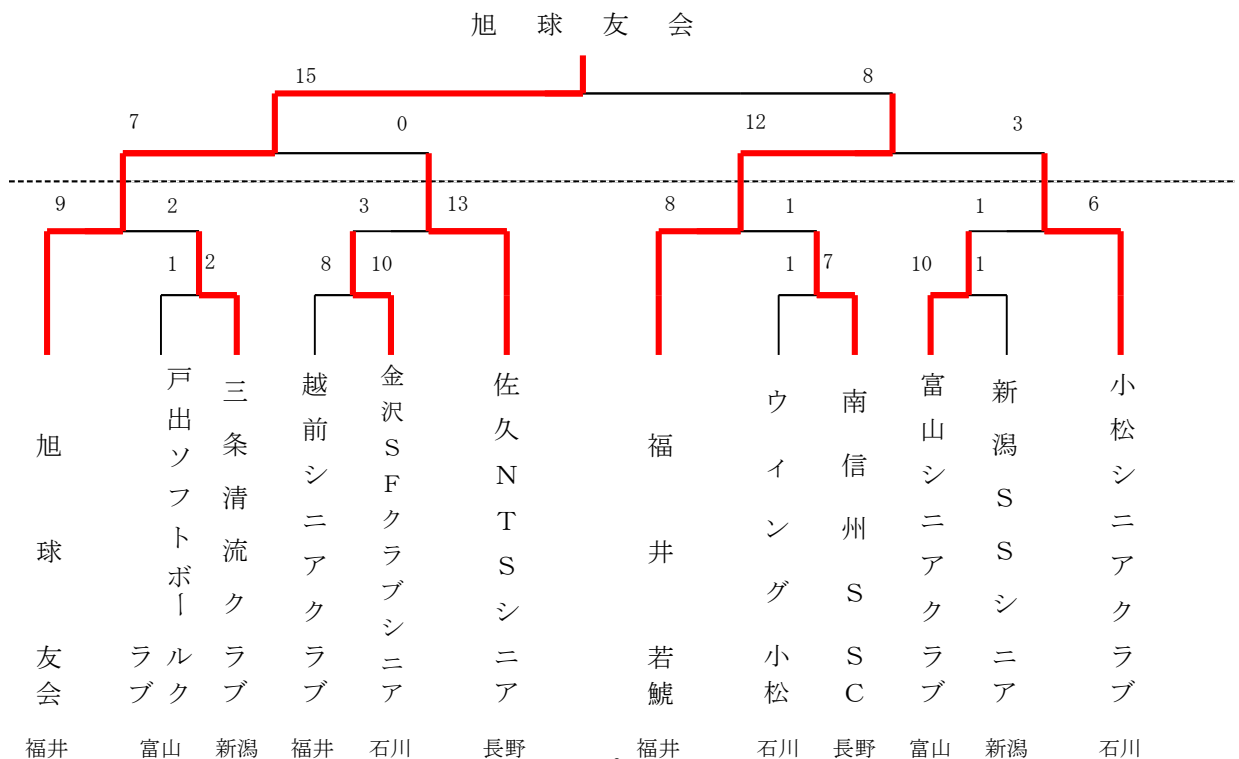 旭球友会
15 8
7 0 12 3
9 2 3 13 8 1 1 6
1 2 8 10 1 7 10 1
旭球友会
戸出ソフトボールクラブ
三条清流クラブ
越前シニアクラブ
金沢SFクラブシニア
佐久NTSシニア
福井若鯱
ウイング小松
南信州SSC
富山シニアクラブ
新潟SSシニア
小松シニアクラブ
福井 富山 新潟 福井 石川 長野 福井 石川 長野 富山 新潟 石川